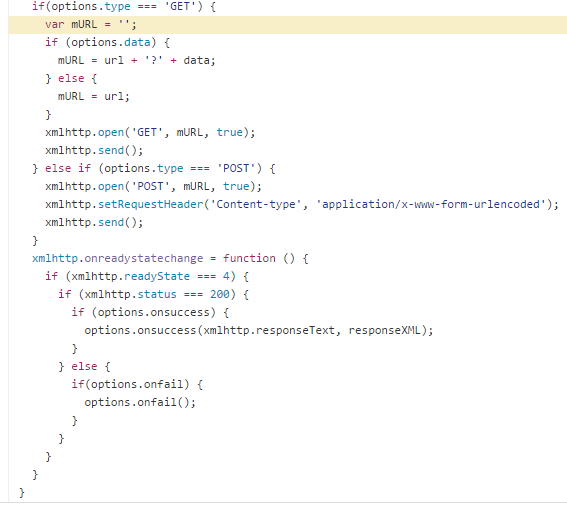 if(options.type === 'GET') {
var mURL = '';
if (options.data) {
mURL = url + '?' + data;
} else {
mURL = url;
}
xmlhttp.open('GET', mURL, true);
xmlhttp.send();
} else if (options.type === 'POST') {
xmlhttp.open('POST', mURL, true);
xmlhttp.setRequestHeader('Content-type', 'application/x-www-form-urlencoded');
xmlhttp.send();
}
xmlhttp.onreadystatechange = function () {
if (xmlhttp.readyState === 4) {
if (xmlhttp.status === 200) {
if (options.onsuccess) {
options.onsuccess(xmlhttp.responseText, responseXML);
}
} else {
if(options.onfail) {
options.onfail();
}
}
}
}
}